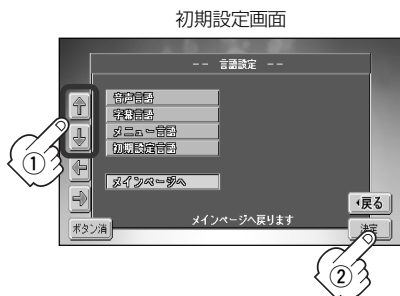 初期設定画面
-- 言語設定 --
音声言語
字幕言語
メニュー言語
初期設定言語
メインページへ
戻る
ボタン消
メインページへ戻ります
決定
1
2